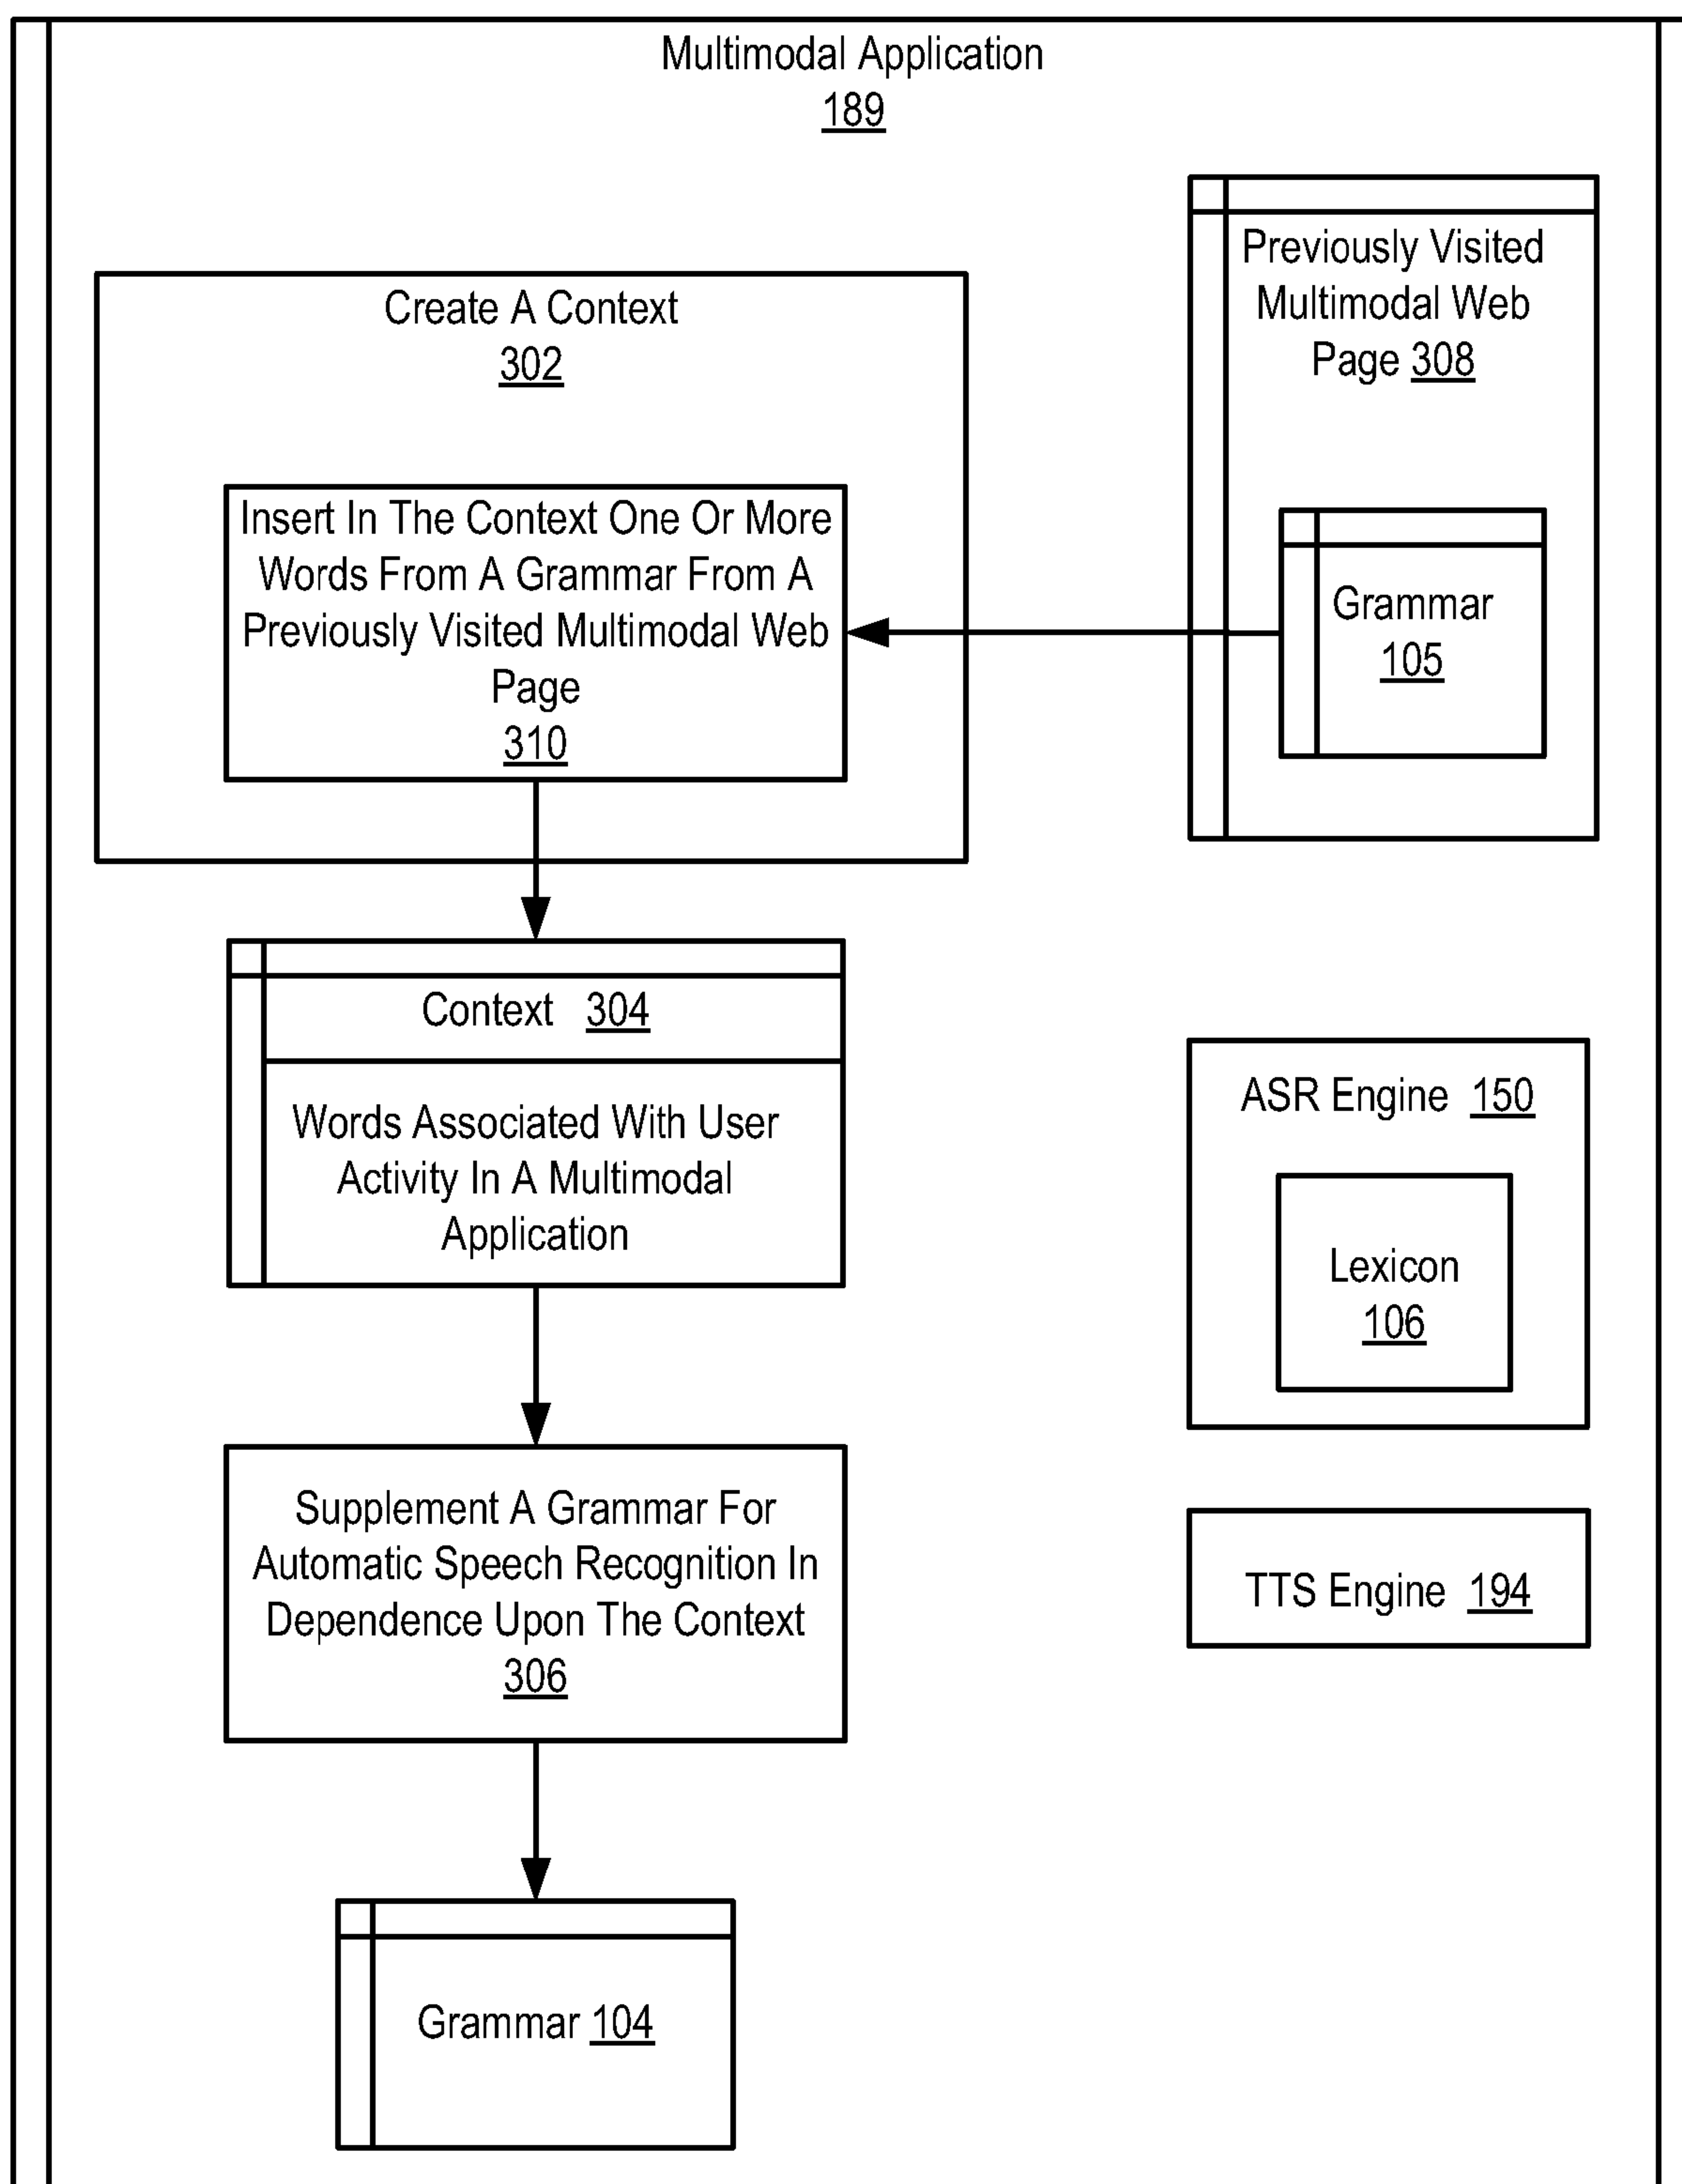 Multimodal Application
189
Previously Visited
Multimodal Web
Page 308
Create A Context
302
Insert In The Context One Or More
Words From A Grammar From A
Previously Visited Multimodal Web
Page
310
Grammar
105
Context 304
Words Associated With User
Activity In A Multimodal
Application
ASR Engine 150
Lexicon
106
Supplement A Grammar For
Automatic Speech Recognition In
Dependence Upon The Context
306
TTS Engine 194
Grammar 104